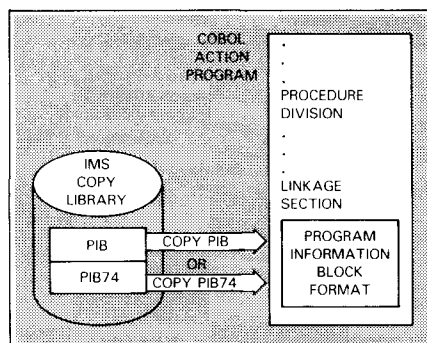 COBOL
ACTION
PROGRAM
.
.
.
PROCEDURE
DIVISION
.
.
.
LINKAGE
SECTION
PROGRAM
INFORMATION
BLOCK
FORMAT
IMS
COPY
LIBRARY
PIB
COPY PIB
OR
PIB74
COPY PIB74